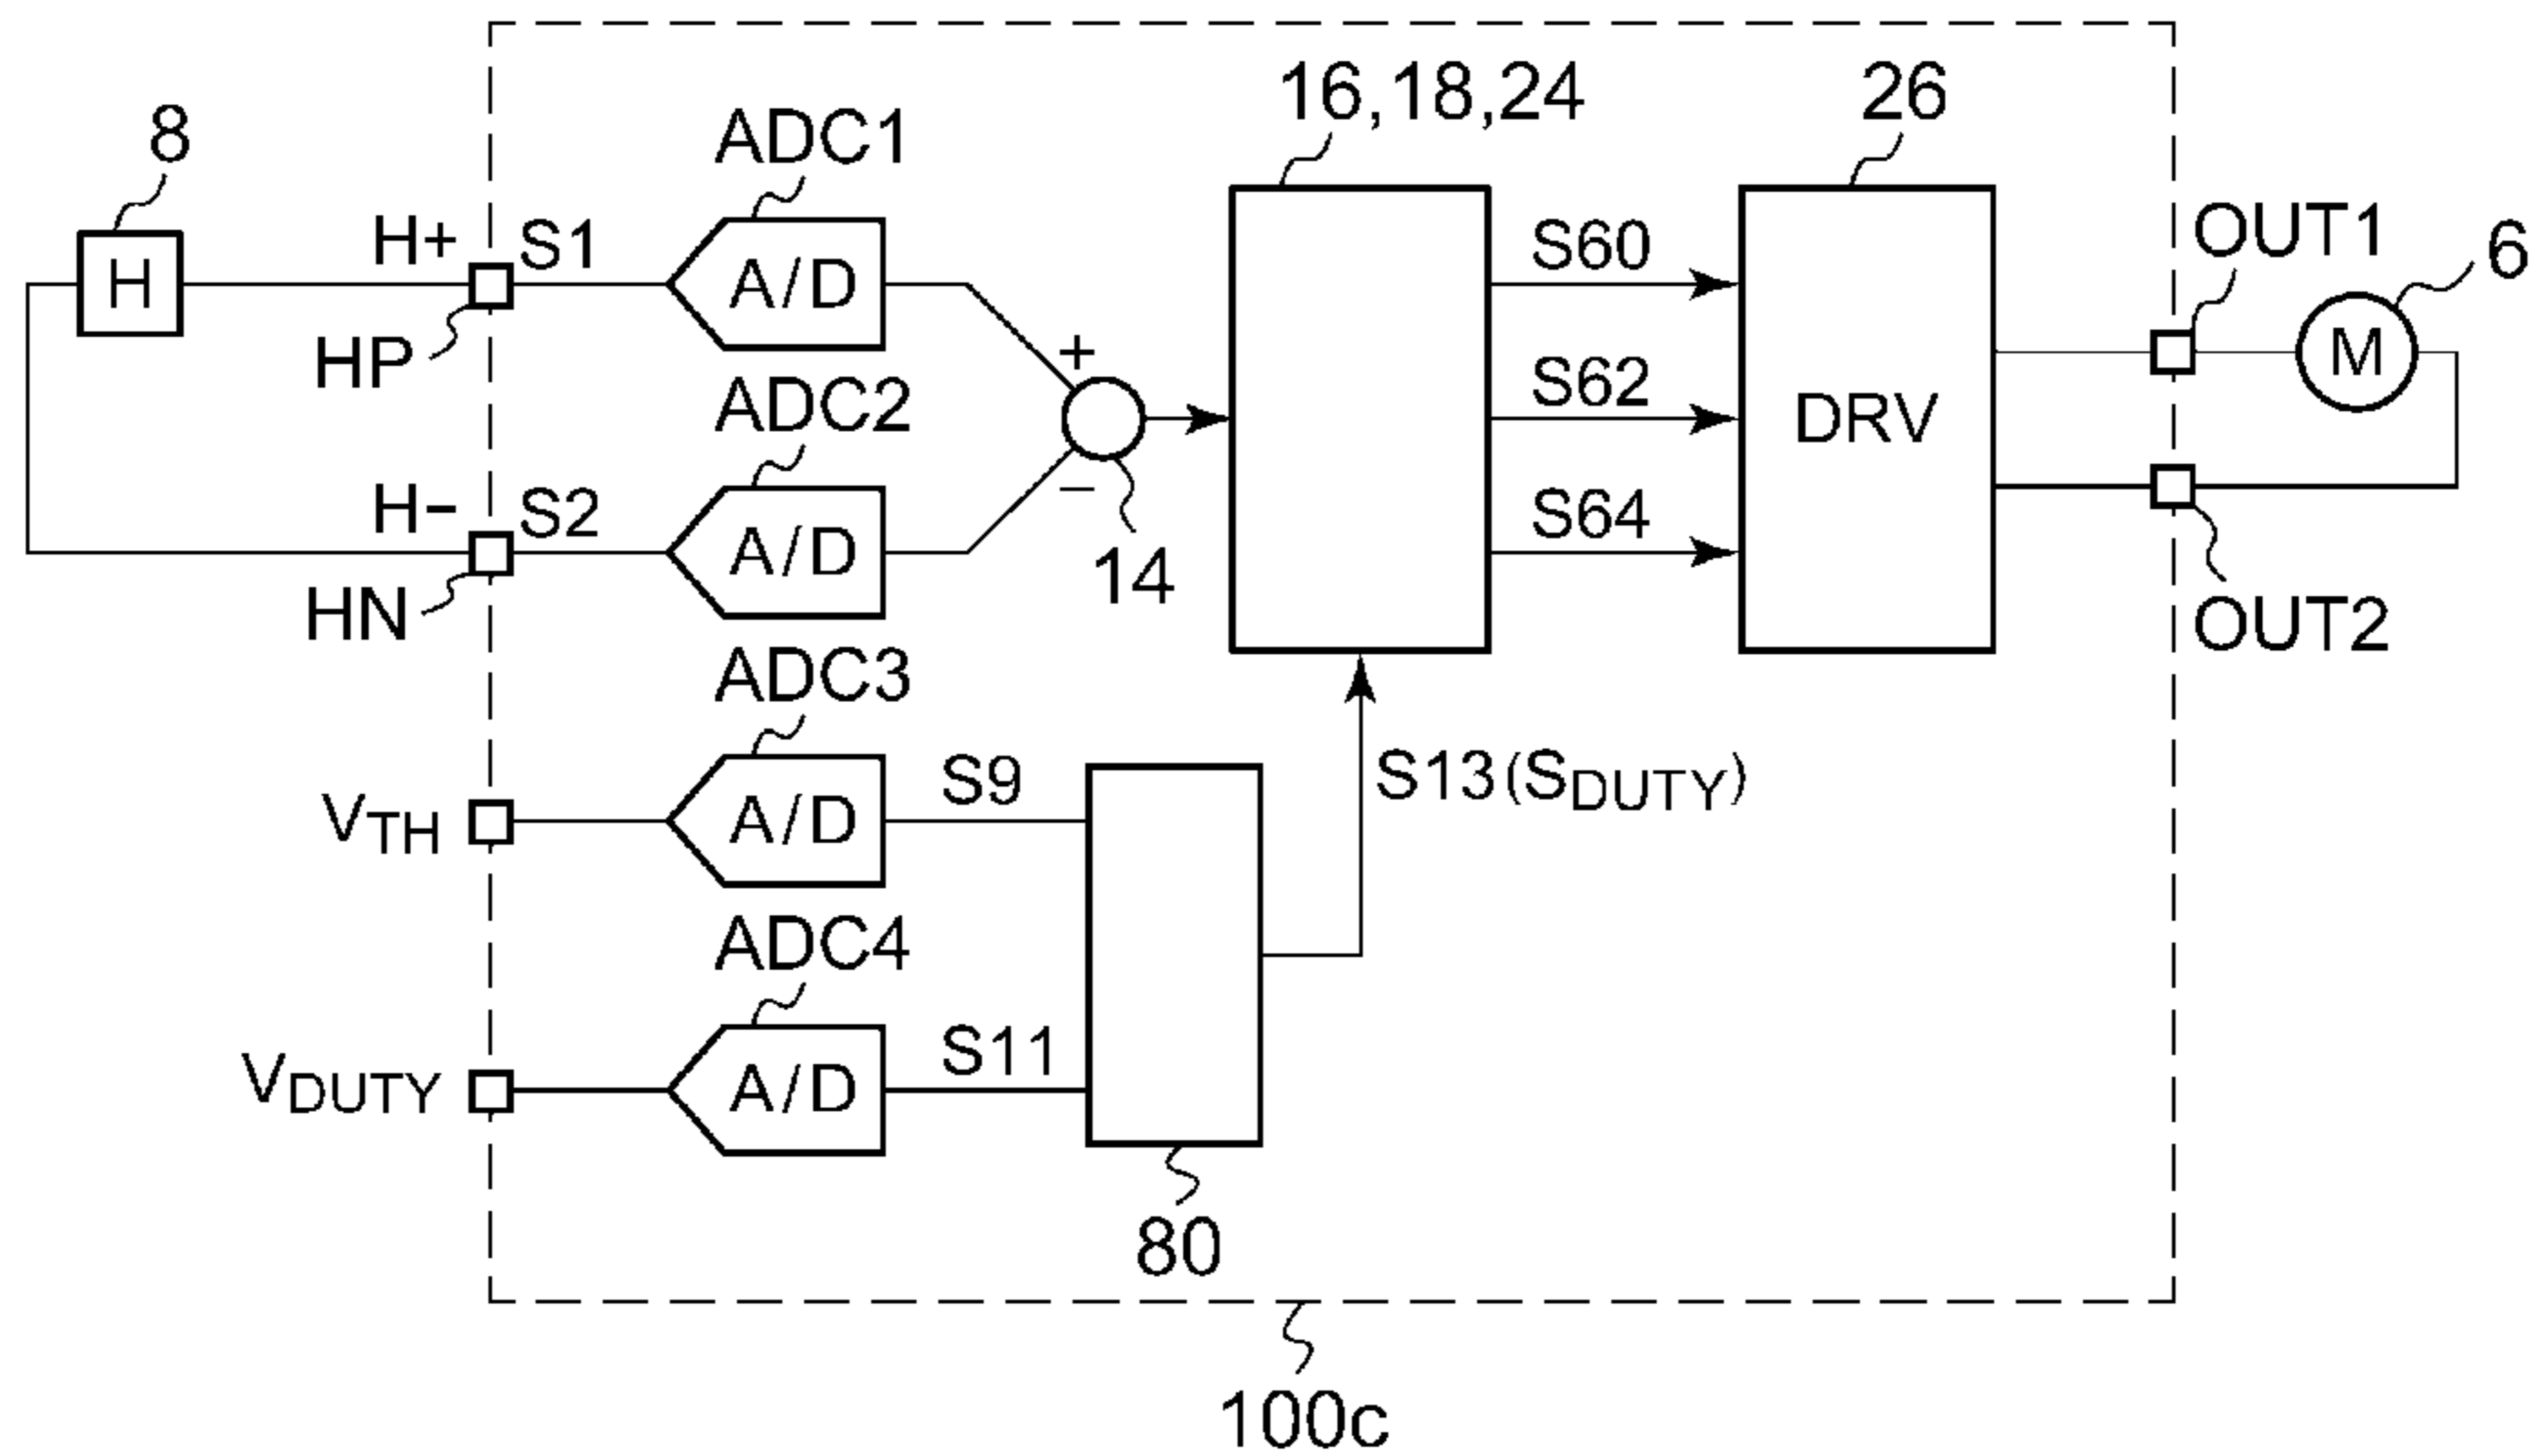 16,18,24
26
8
ADC1
H+
S1
H
A/D
HP
S60
OUT1
6
M
+
ADC2
S62
DRV
H−
S2
−
A/D
14
S64
HN
OUT2
ADC3
S9
S13(SDUTY)
VTH
A/D
ADC4
S11
VDUTY
A/D
80
100c